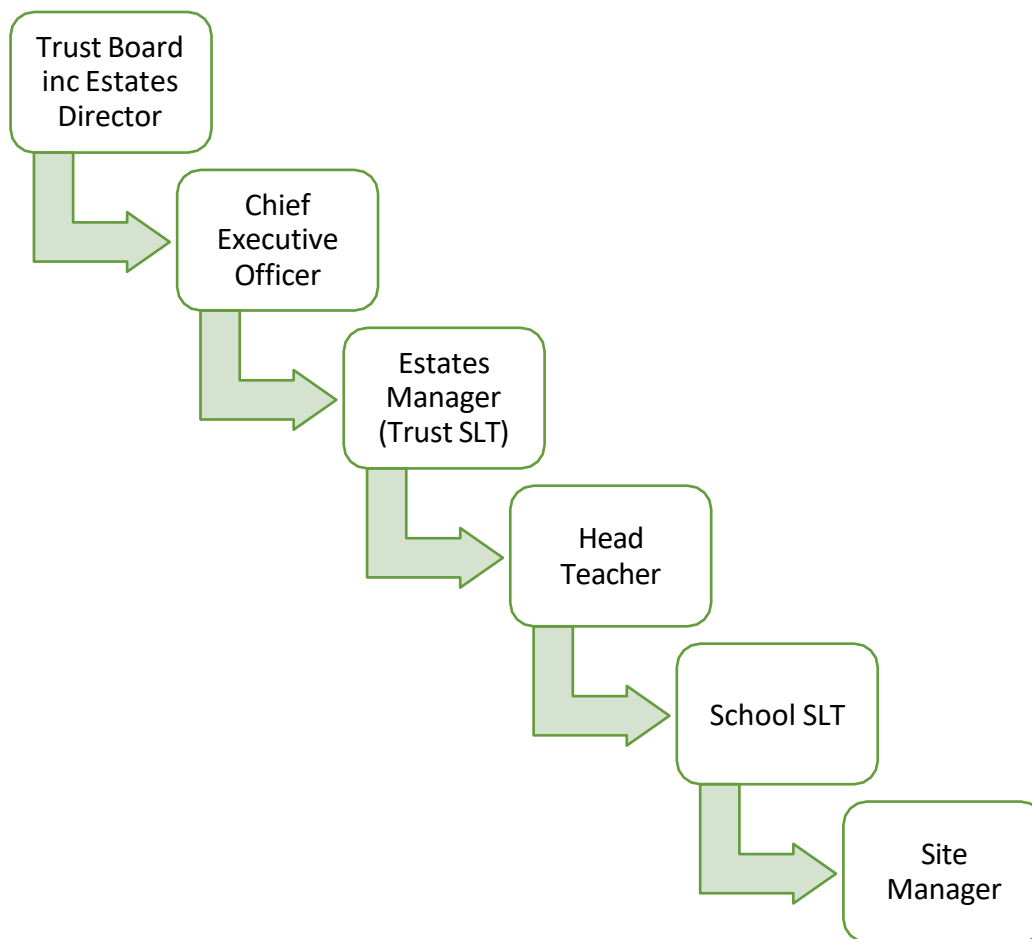 Trust Board
inc Estates
Director
Chief
Executive
Officer
Estates
Manager
(Trust SLT)
Head
Teacher
School SLT
Site
Manager